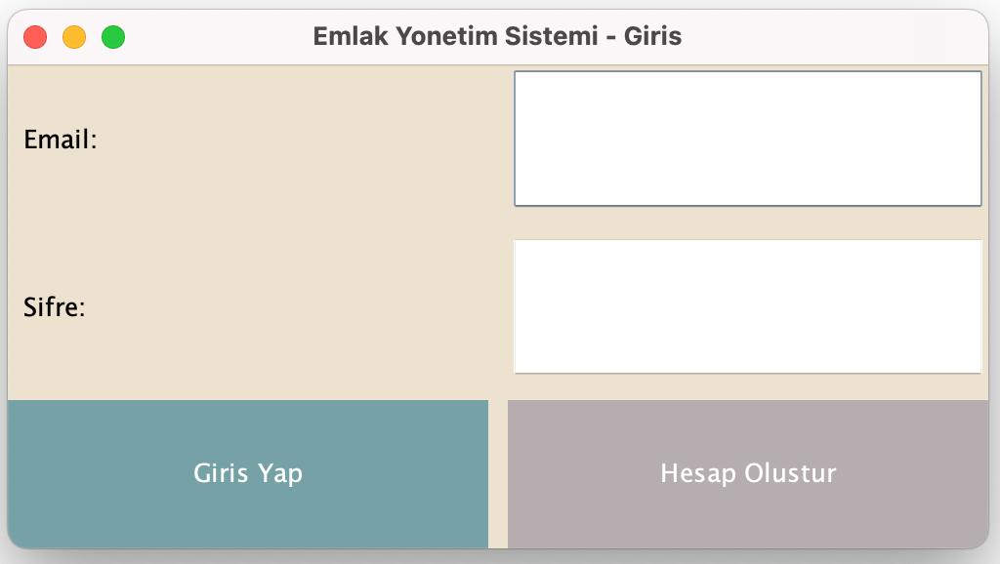 Emlak Yonetim Sistemi - Giris
Email:
Sifre:
Giris Yap
Hesap Olustur